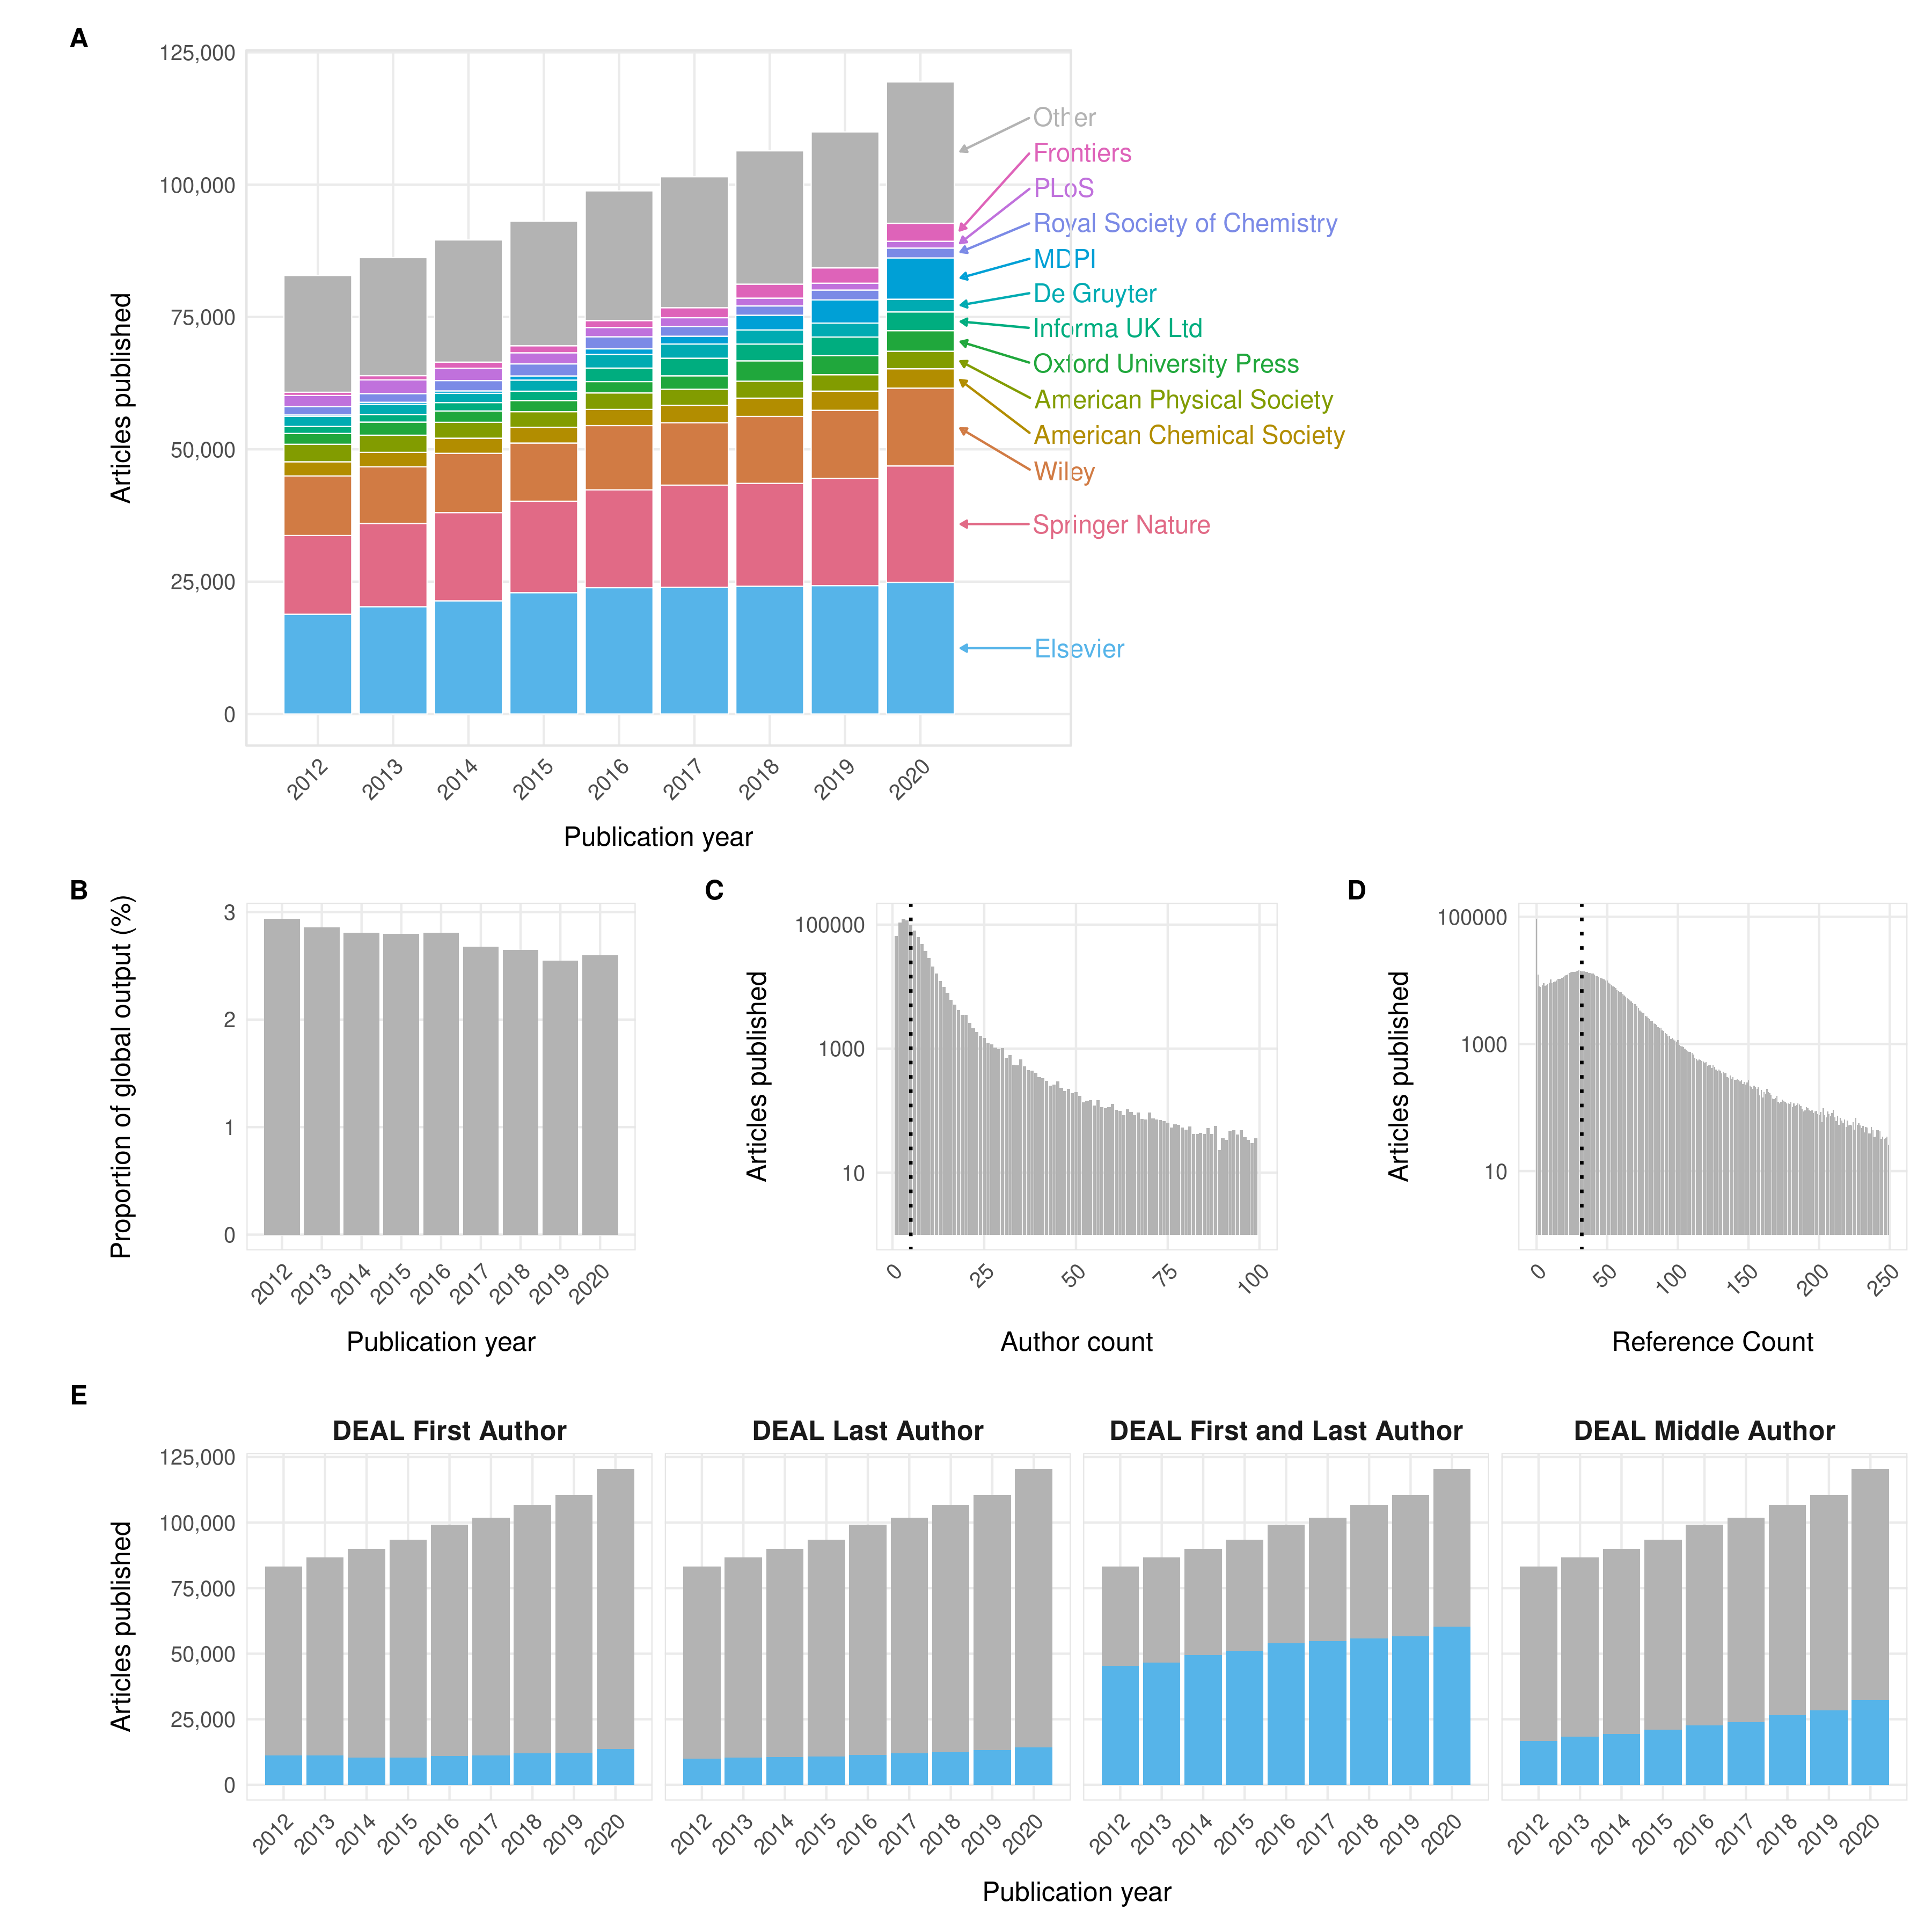 A
125,000
100,000
75,000
50,000
25,000
0
Articles published
Other
Frontiers
PLoS
Royal Society of Chemistry
MDPI
De Gruyter
Informa UK Ltd
Oxford University Press
American Physical Society
American Chemical Society
Wiley
Springer Nature
Elsevier
2012 2013 2014 2015 2016 2017 2018 2019 2020
Publication year
B
Proportion of global output (%)
3
2
1
0
2012 2013 2014 2015 2016 2017 2018 2019 2020
Publication year
C
Articles published
100000
1000
10
0 25 50 75 100
Author count
D
Articles published
100000
1000
10
0 50 100 150 200 250
Reference Count
E
DEAL First Author DEAL Last Author DEAL First and Last Author DEAL Middle Author
Articles published
125,000
100,000
75,000
50,000
25,000
0
2012 2013 2014 2015 2016 2017 2018 2019 2020 2012 2013 2014 2015 2016 2017 2018 2019 2020 2012 2013 2014 2015 2016 2017 2018 2019 2020 2012 2013 2014 2015 2016 2017 2018 2019 2020
Publication year